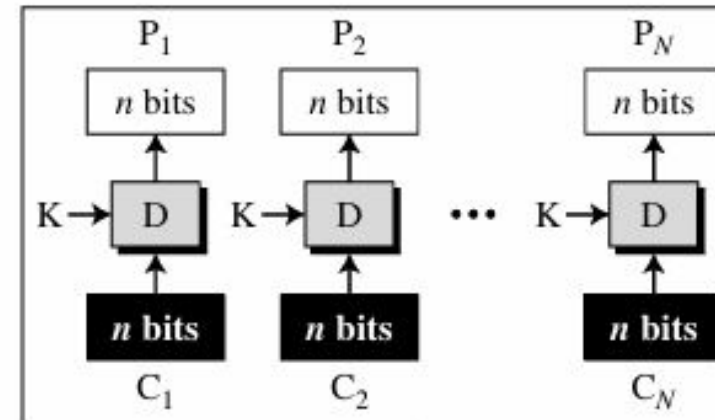 P1 P2 PN
n bits n bits n bits
K D K D ... K D
n bits n bits n bits
C1 C2 CN